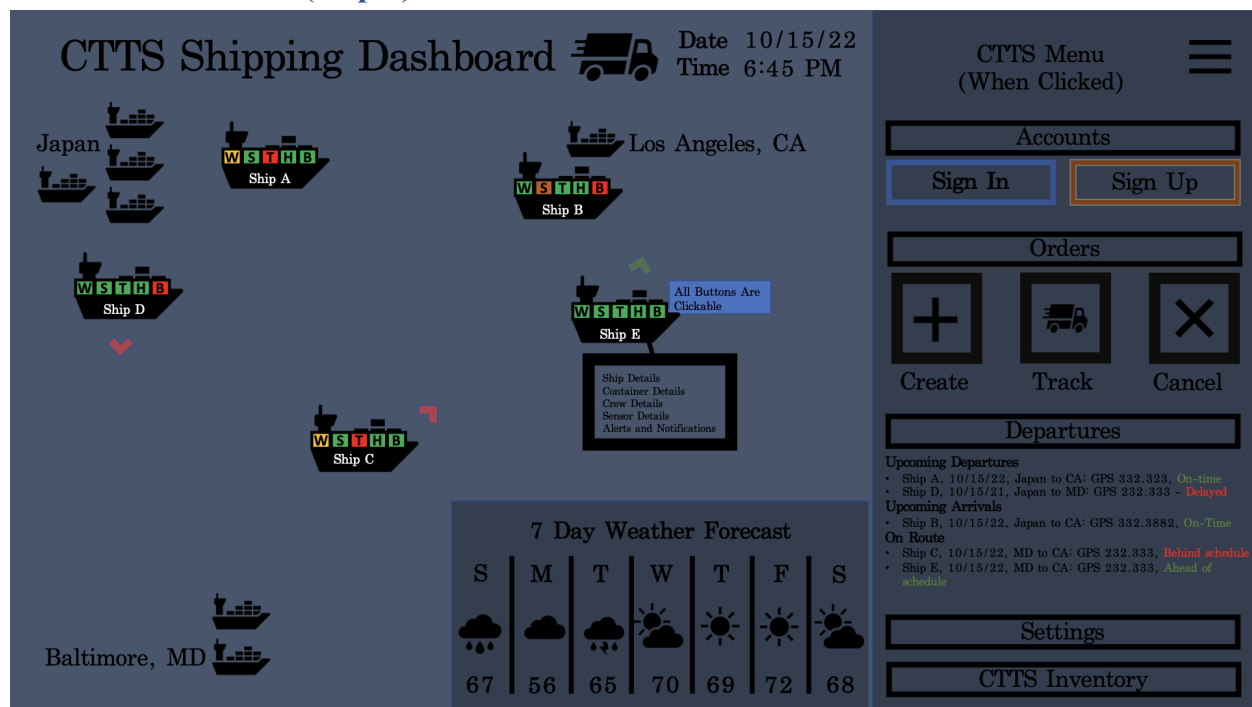 CTTS Shipping Dashboard
Date 10/15/22
Time 6:45 PM
Japan
W S T H B
Ship A
Los Angeles, CA
W S T H B
Ship B
W S T H B
Ship D
W S T H B
Ship E
All Buttons Are
Clickable
Ship Details
Container Details
Crew Details
Sensor Details
Alerts and Notifications
W S T H B
Ship C
Baltimore, MD
7 Day Weather Forecast
S M T W T F S
67 56 65 70 69 72 68
CTTS Menu
(When Clicked)
Accounts
Sign In
Sign Up
Orders
Create
Track
Cancel
Departures
Upcoming Departures
• Ship A, 10/15/22, Japan to CA: GPS 332.323, On-time
• Ship D, 10/15/21, Japan to MD: GPS 232.333 - Delayed
Upcoming Arrivals
• Ship B, 10/15/22, Japan to CA: GPS 332.3882, On-Time
On Route
• Ship C, 10/15/22, MD to CA: GPS 232.333, Behind schedule
• Ship E, 10/15/22, MD to CA: GPS 232.333, Ahead of
schedule
Settings
CTTS Inventory